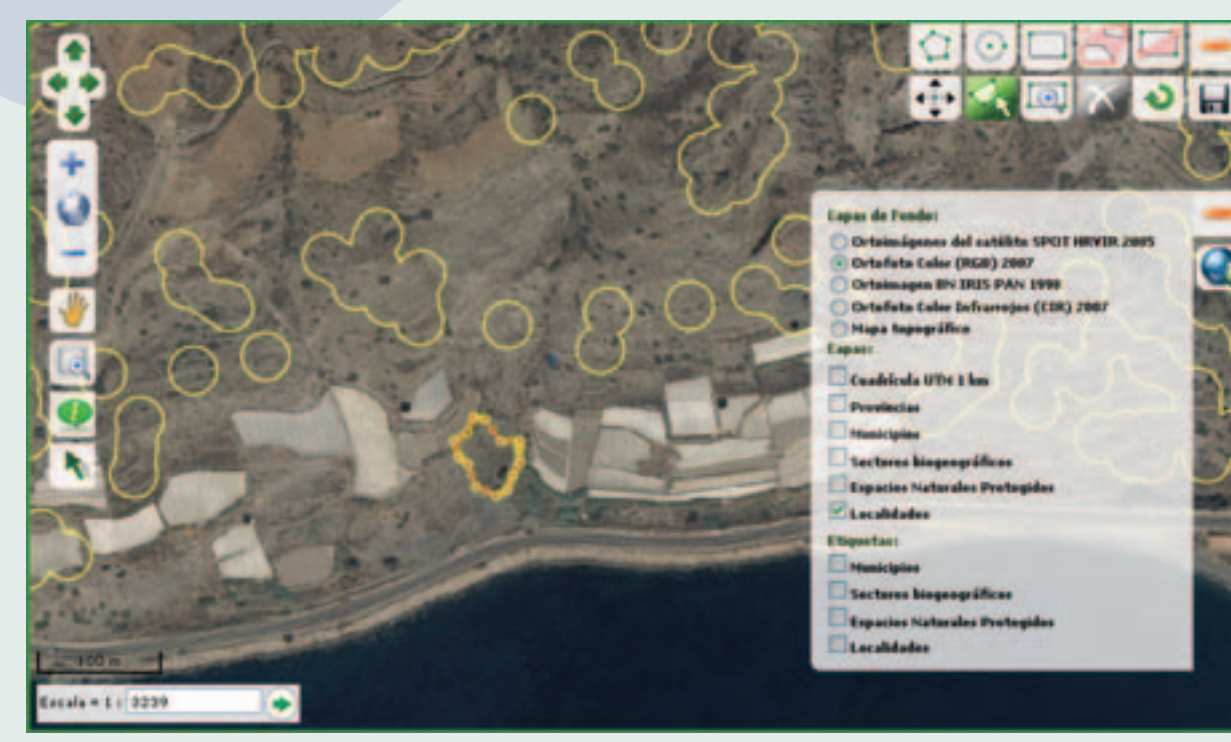 Capas de Fondo:
Ortoimágenes del satélite SPOT HRVIR 2005
Ortofoto Color (RGB) 2007
Ortoimagen BN IRIS PAN 1998
Ortofoto Color Infrarrojos (CIR) 2007
Mapa topográfico
Capas:
Cuadrícula UTM 1 km
Provincias
Municipios
Sectores biogeográficos
Espacios Naturales Protegidos
Localidades
Etiquetas:
Municipios
Sectores biogeográficos
Espacios Naturales Protegidos
Localidades
100 m
Escala = 1 : 3239